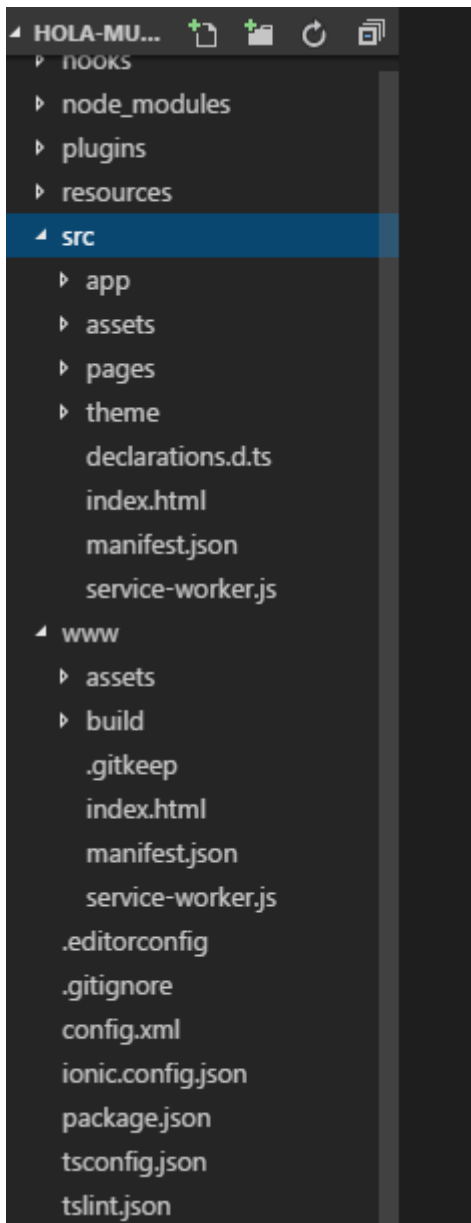 HOLA-MU...
hooks
node_modules
plugins
resources
src
app
assets
pages
theme
declarations.d.ts
index.html
manifest.json
service-worker.js
www
assets
build
.gitkeep
index.html
manifest.json
service-worker.js
.editorconfig
.gitignore
config.xml
ionic.config.json
package.json
tsconfig.json
tslint.json